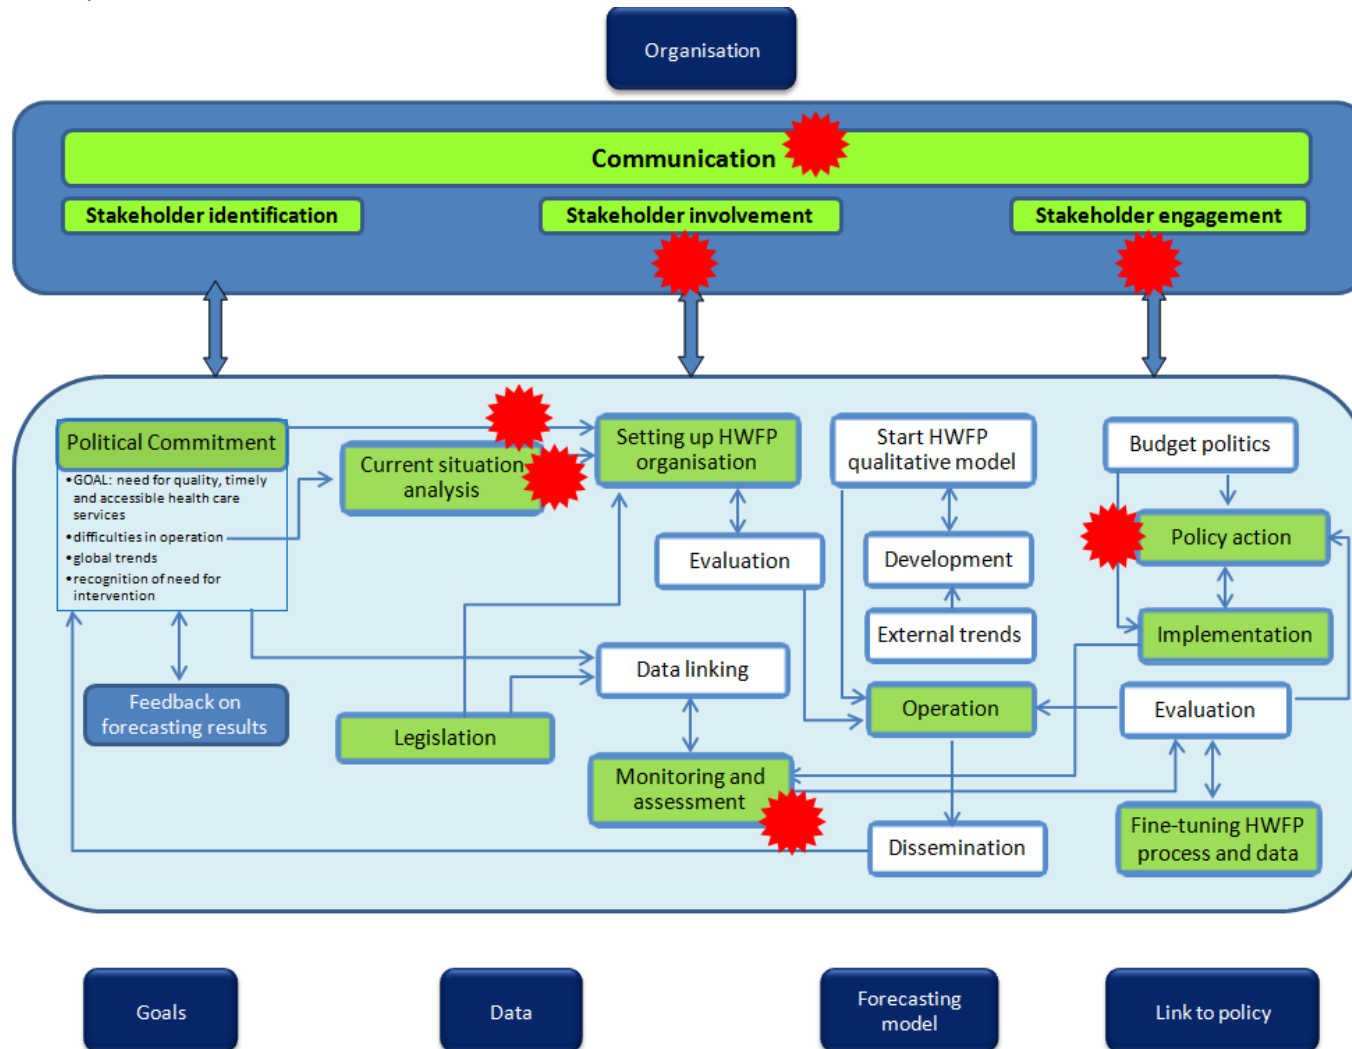 Organisation
Communication
Stakeholder identification
Stakeholder involvement
Stakeholder engagement
Political Commitment
•GOAL: need for quality, timely
and accessible health care
services
•difficulties in operation
•global trends
•recognition of need for
intervention
Current situation
analysis
Setting up HWFP
organisation
Start HWFP
qualitative model
Budget politics
Policy action
Evaluation
Development
External trends
Implementation
Data linking
Feedback on
forecasting results
Legislation
Operation
Evaluation
Monitoring and
assessment
Dissemination
Fine-tuning HWFP
process and data
Goals
Data
Forecasting
model
Link to policy